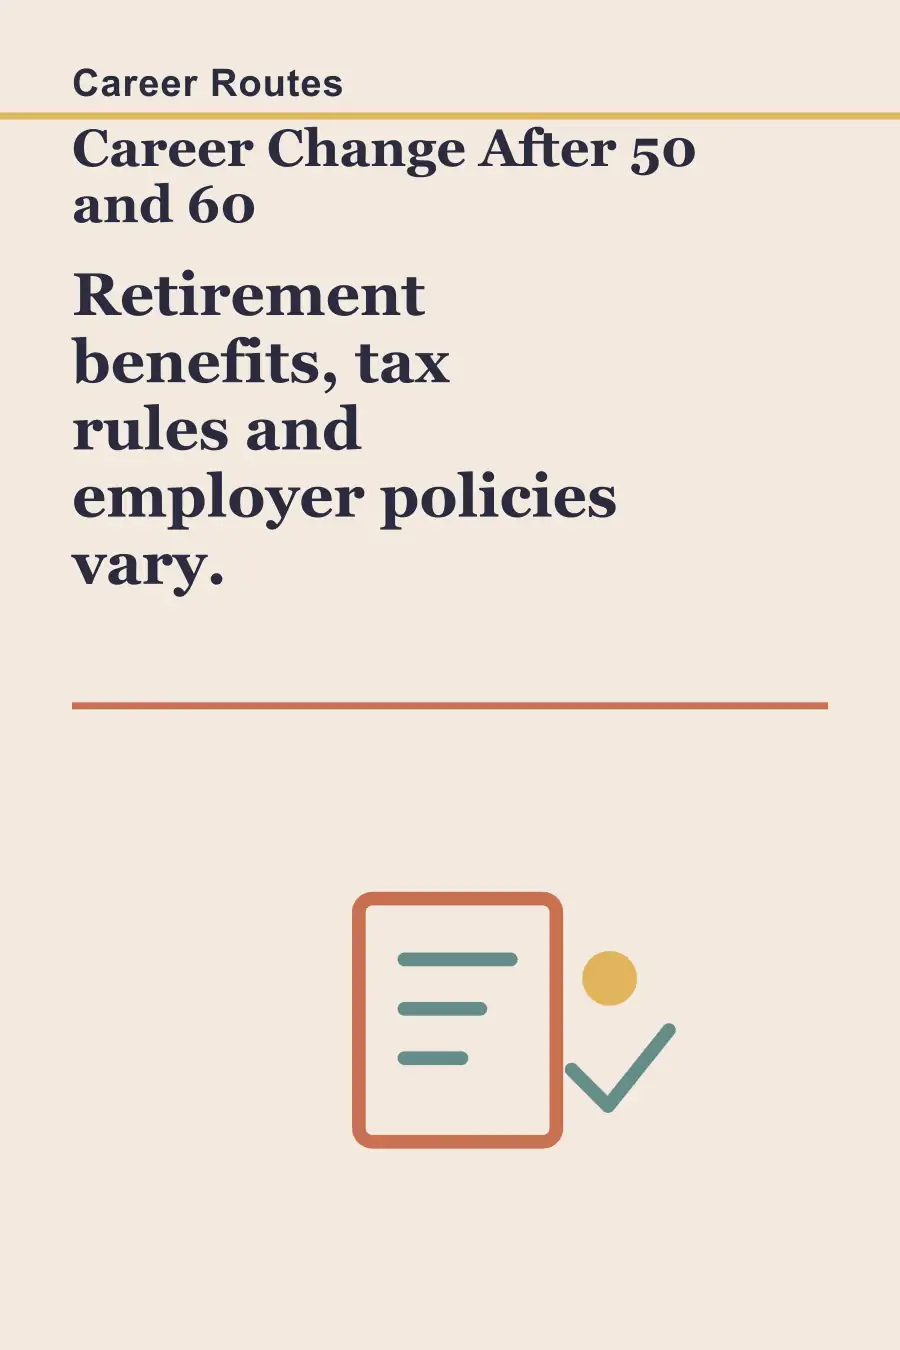 Career Routes
Career Change After 50
and 60
Retirement
benefits, tax
rules and
employer policies
vary.